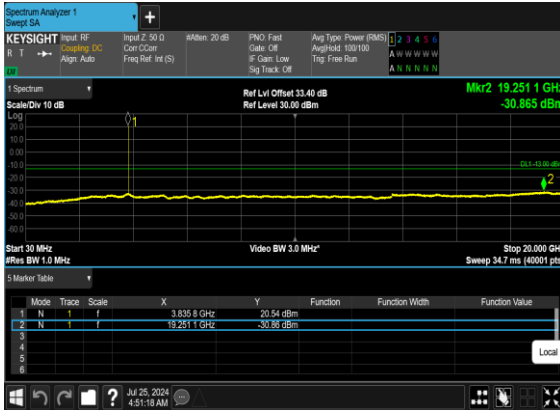 Spectrum Analyzer 1
Swept SA
+
KEYSIGHT
R T
LXI
Input: RF
Coupling: DC
Align: Auto
Input Z: 50 Ω
Corr CCorr
Freq Ref: Int (S)
#Atten: 20 dB
PNO: Fast
Gate: Off
IF Gain: Low
Sig Track: Off
Avg Type: Power (RMS)
Avg|Hold: 100/100
Trig: Free Run
1 2 3 4 5 6
A W W W W W
A N N N N N
1 Spectrum
Scale/Div 10 dB
Ref Lvl Offset 33.40 dB
Ref Level 30.00 dBm
Mkr2 19.251 1 GHz
-30.865 dBm
Log
20.0
10.0
0.00
-10.0
-20.0
-30.0
-40.0
-50.0
-60.0
1
DL1 -13.00 dBm
2
Start 30 MHz
#Res BW 1.0 MHz
Video BW 3.0 MHz*
Stop 20.000 GHz
Sweep 34.7 ms (40001 pts)
5 Marker Table
Mode Trace Scale X Y Function Function Width Function Value
1 N 1 f 3.835 8 GHz 20.54 dBm
2 N 1 f 19.251 1 GHz -30.86 dBm
3
4
5
6
Local
?
Jul 25, 2024
4:51:18 AM